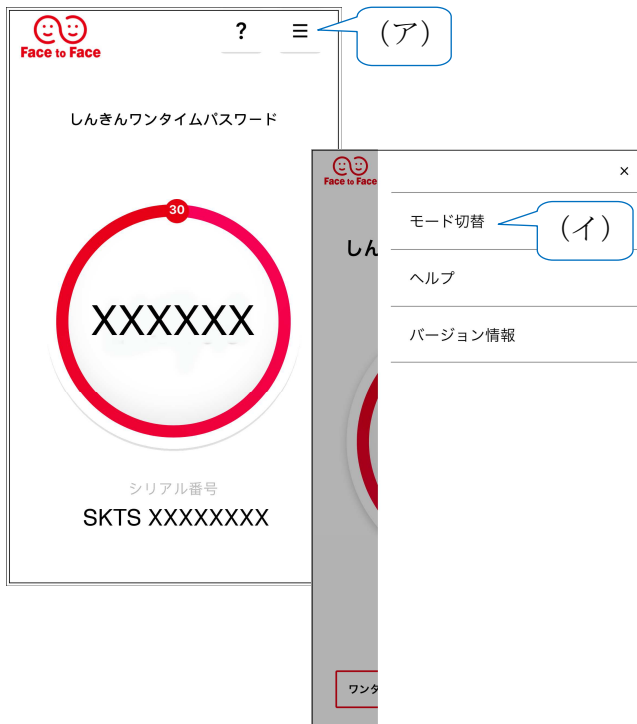 Face to Face
?
(ア)
しんきんワンタイムパスワード
30
XXXXXX
シリアル番号
SKTS XXXXXXXX
Face to Face
×
しん
モード切替
(イ)
ヘルプ
バージョン情報
ワンタ